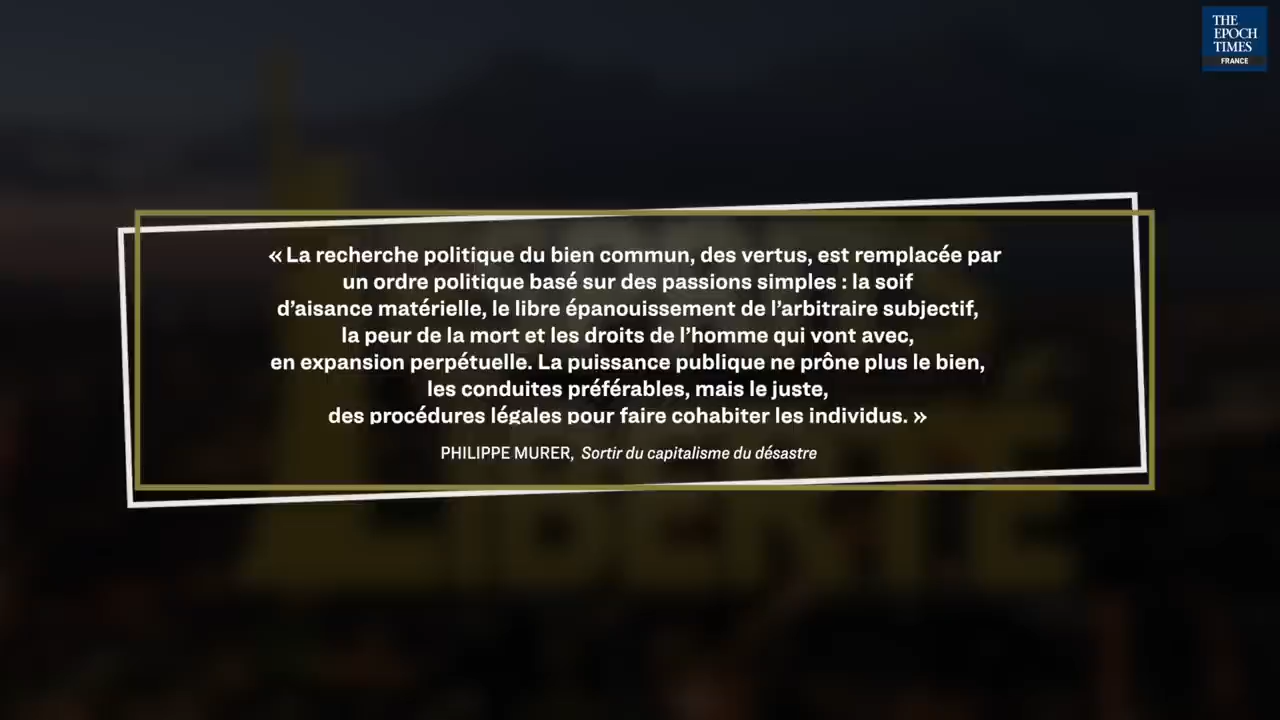 THE
EPOCH
TIMES
FRANCE
« La recherche politique du bien commun, des vertus, est remplacée par
un ordre politique basé sur des passions simples : la soif
d’aisance matérielle, le libre épanouissement de l’arbitraire subjectif,
la peur de la mort et les droits de l’homme qui vont avec,
en expansion perpétuelle. La puissance publique ne prône plus le bien,
les conduites préférables, mais le juste,
des procédures légales pour faire cohabiter les individus. »
PHILIPPE MURER, Sortir du capitalisme du désastre
LIBERTÉ